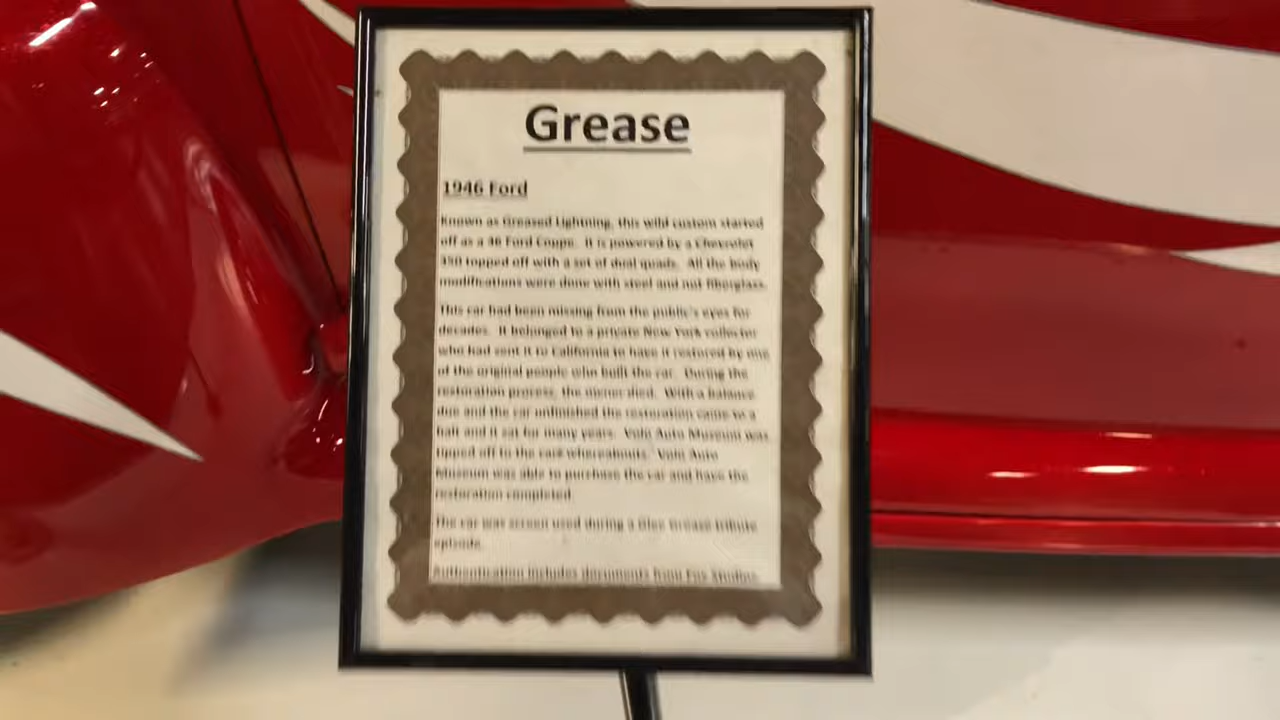 Grease
1946 Ford
Known as Greased Lightning, this wild custom started
off as a 46 Ford Coupe. It is powered by a Chevrolet
350 topped off with a set of dual quads. All the body
modifications were done with steel and not fiberglass.
This car had been missing from the public's eyes for
decades. It belonged to a private New York collector
who had sent it to California to have it restored by one
of the original people who built the car. During the
restoration process, the owner died. With a balance
due and the car unfinished the restoration came to a
halt and it sat for many years. Volo Auto Museum was
tipped off to the cars whereabouts. Volo Auto
Museum was able to purchase the car and have the
restoration completed.
The car was screen used during a Glee Grease tribute
episode.
Authentication includes documents from Fox Studios.